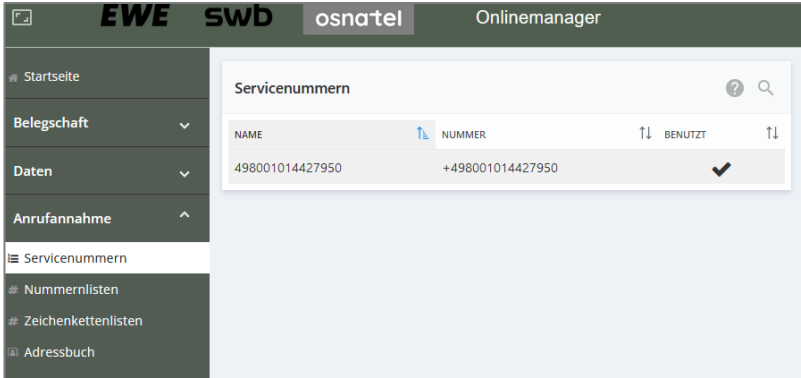 EWE swb osnatel Onlinemanager
Startseite
Belegschaft
Daten
Anrufannahme
Servicenummern
# Nummernlisten
# Zeichenkettenlisten
Adressbuch
Servicenummern
NAME NUMMER BENUTZT
498001014427950 +498001014427950